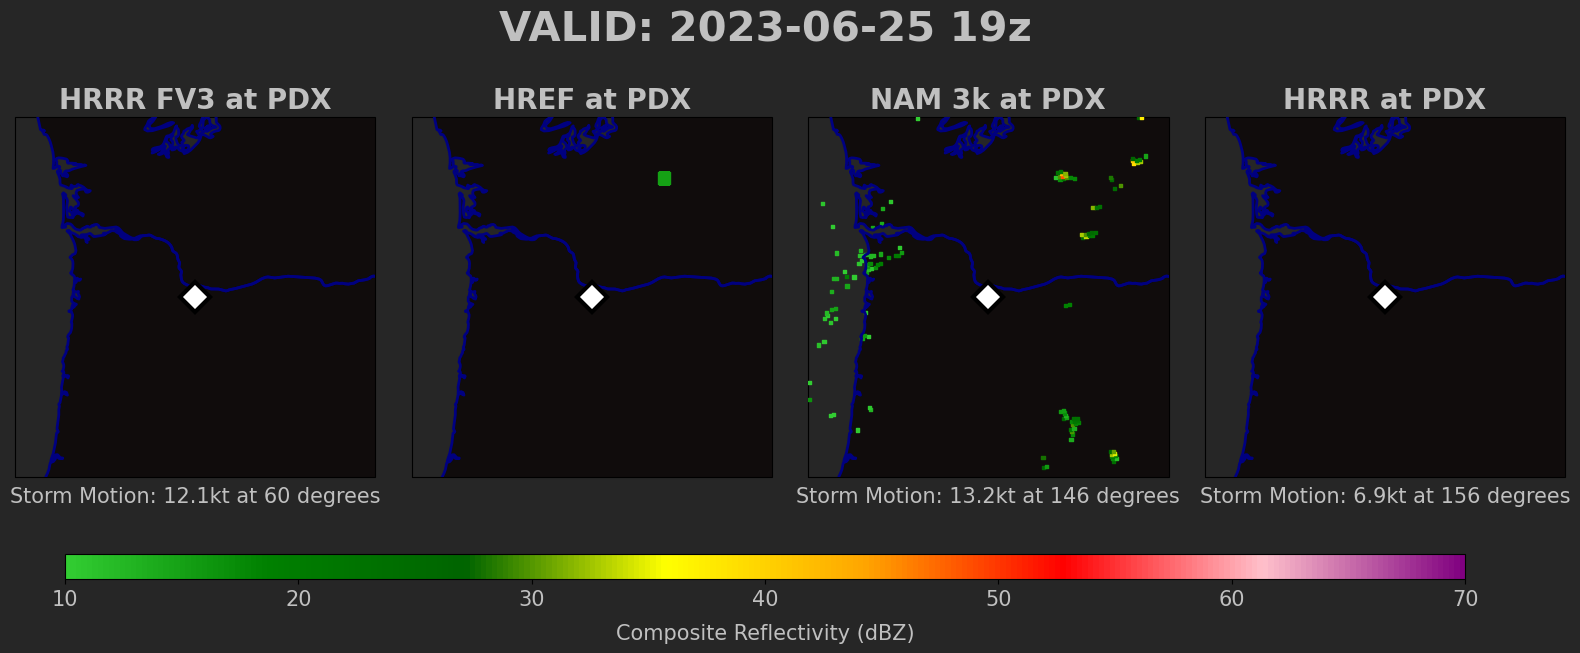 VALID: 2023-06-25 19z
HRRR FV3 at PDX
HREF at PDX
NAM 3k at PDX
HRRR at PDX
Storm Motion: 12.1kt at 60 degrees
Storm Motion: 13.2kt at 146 degrees
Storm Motion: 6.9kt at 156 degrees
10 20 30 40 50 60 70
Composite Reflectivity (dBZ)